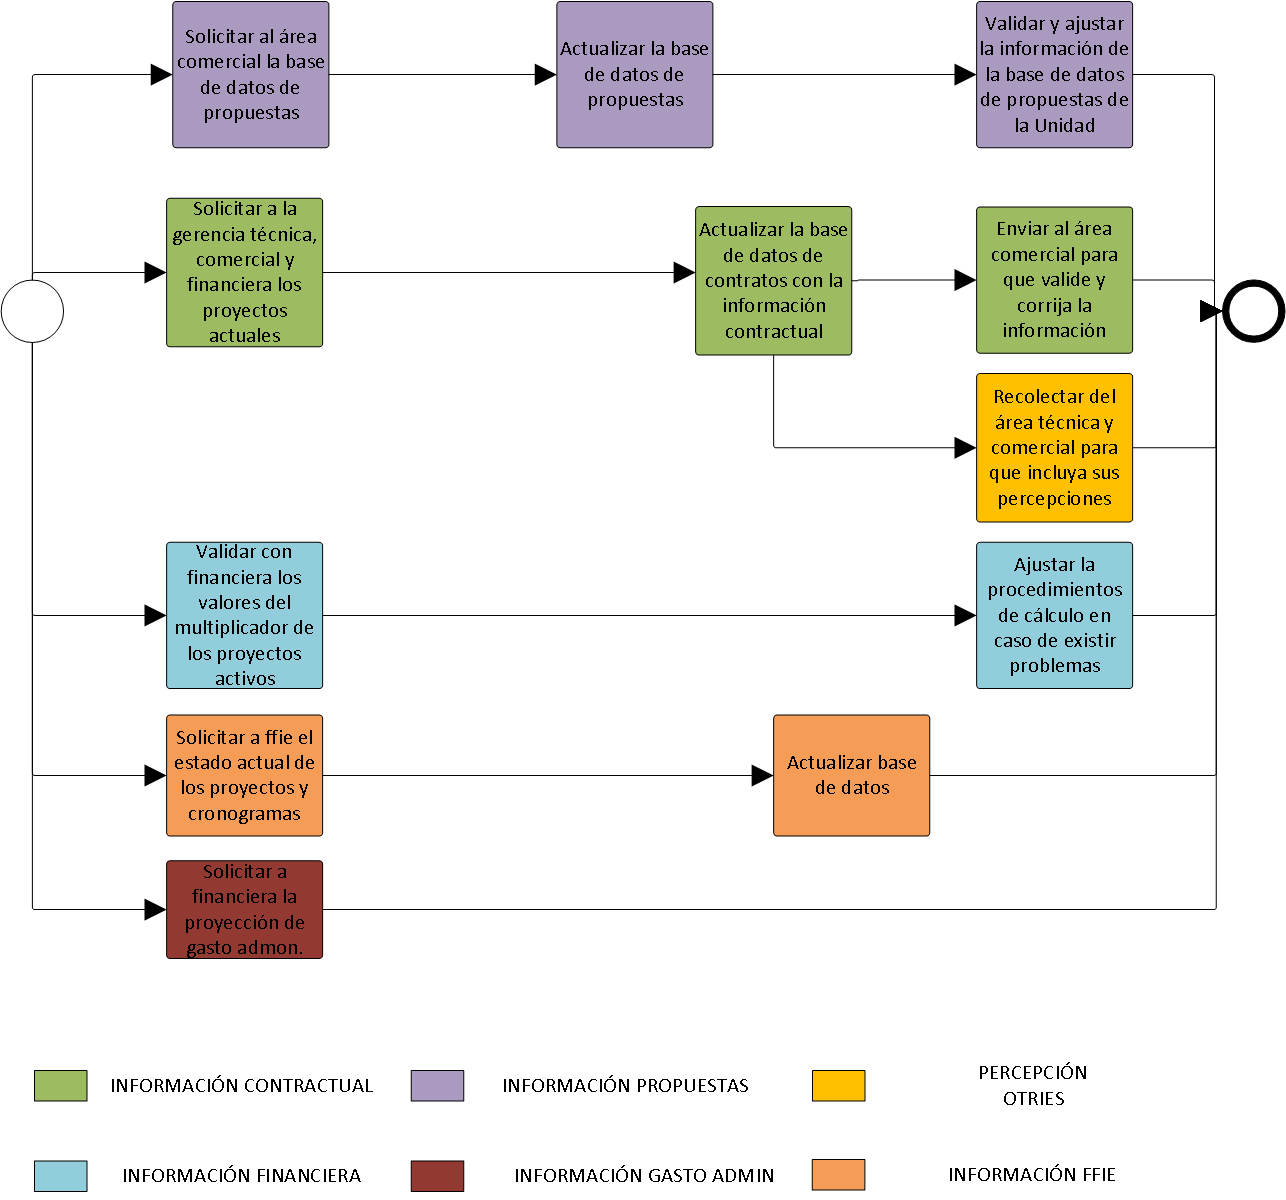 Solicitar al área
comercial la base
de datos de
propuestas
Actualizar la base
de datos de
propuestas
Validar y ajustar
la información de
la base de datos
de propuestas de
la Unidad
Solicitar a la
gerencia técnica,
comercial y
financiera los
proyectos
actuales
Actualizar la base
de datos de
contratos con la
información
contractual
Enviar al área
comercial para
que valide y
corrija la
información
Recolectar del
área técnica y
comercial para
que incluya sus
percepciones
Validar con
financiera los
valores del
multiplicador de
los proyectos
activos
Ajustar la
procedimientos
de cálculo en
caso de existir
problemas
Solicitar a ffie el
estado actual de
los proyectos y
cronogramas
Actualizar base
de datos
Solicitar a
financiera la
proyección de
gasto admon.
INFORMACIÓN CONTRACTUAL
INFORMACIÓN PROPUESTAS
PERCEPCIÓN
OTRIES
INFORMACIÓN FINANCIERA
INFORMACIÓN GASTO ADMIN
INFORMACIÓN FFIE